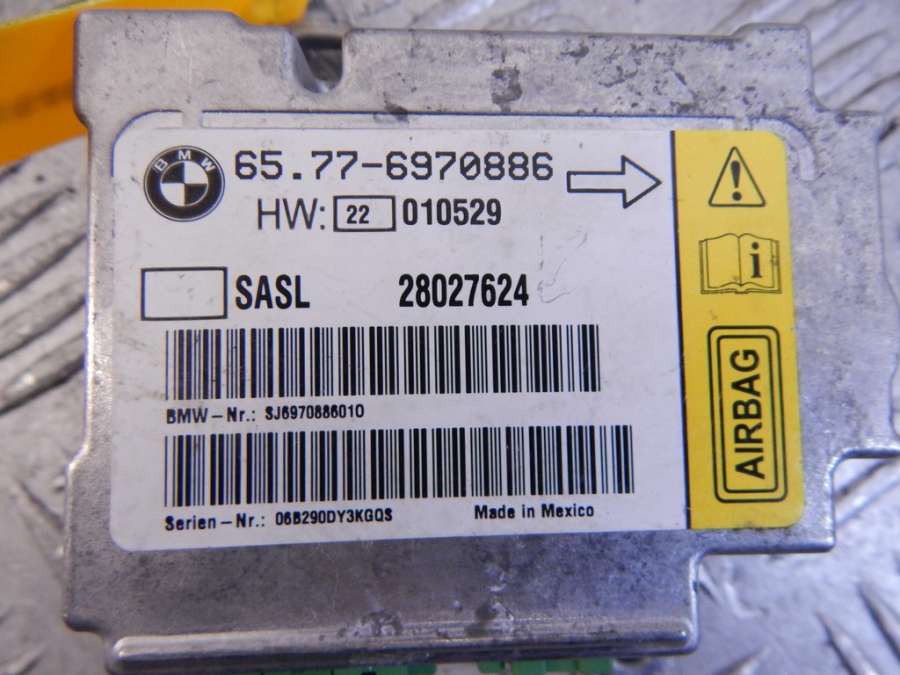 BMW
65.77-6970886
HW: 22 010529
SASL 28027624
BMW-Nr.: SJ6970886010
Serien-Nr.: 06B290DY3KGQS Made in Mexico
i
AIRBAG